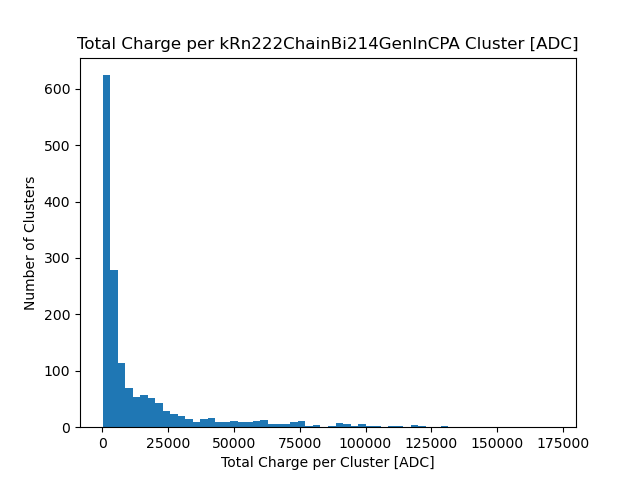 Total Charge per kRn222ChainBi214GenInCPA Cluster [ADC]
Number of Clusters
600
500
400
300
200
100
0
0 25000 50000 75000 100000 125000 150000 175000
Total Charge per Cluster [ADC]